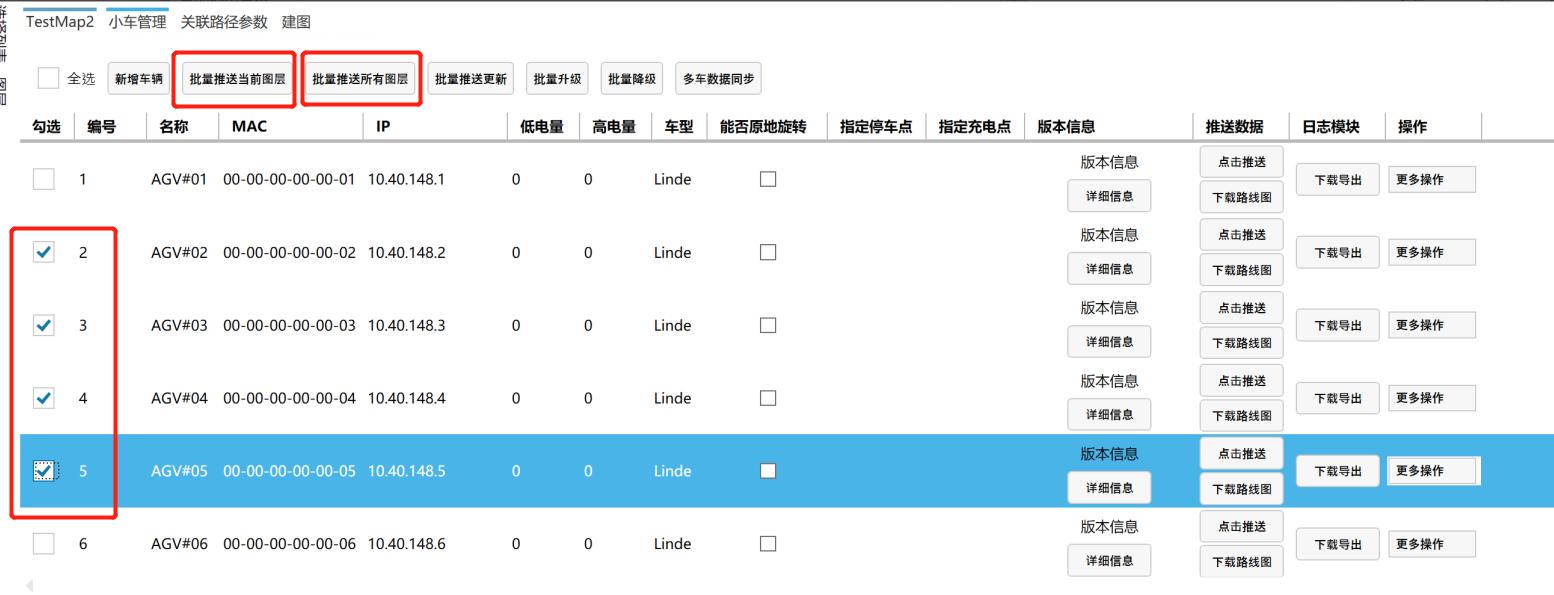 TestMap2 小车管理 关联路径参数 建图
全选 新增车辆 批量推送当前图层 批量推送所有图层 批量推送更新 批量升级 批量降级 多车数据同步
勾选 编号 名称 MAC IP 低电量 高电量 车型 能否原地旋转 指定停车点 指定充电点 版本信息 推送数据 日志模块 操作
版本信息 点击推送
1 AGV#01 00-00-00-00-00-01 10.40.148.1 0 0 Linde 下载导出 更多操作
详细信息 下载路线图
版本信息 点击推送
2 AGV#02 00-00-00-00-00-02 10.40.148.2 0 0 Linde 下载导出 更多操作
详细信息 下载路线图
版本信息 点击推送
3 AGV#03 00-00-00-00-00-03 10.40.148.3 0 0 Linde 下载导出 更多操作
详细信息 下载路线图
版本信息 点击推送
4 AGV#04 00-00-00-00-00-04 10.40.148.4 0 0 Linde 下载导出 更多操作
详细信息 下载路线图
版本信息 点击推送
5 AGV#05 00-00-00-00-00-05 10.40.148.5 0 0 Linde 下载导出 更多操作
详细信息 下载路线图
版本信息 点击推送
6 AGV#06 00-00-00-00-00-06 10.40.148.6 0 0 Linde 下载导出 更多操作
详细信息 下载路线图